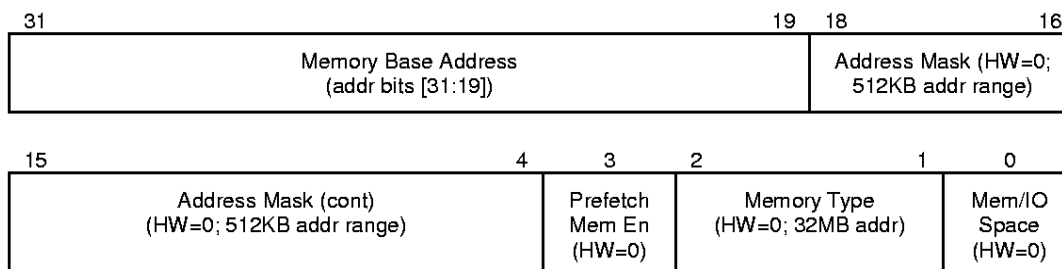 31 19 18 16
Memory Base Address
(addr bits [31:19])
Address Mask (HW=0;
512KB addr range)
15 4 3 2 1 0
Address Mask (cont)
(HW=0; 512KB addr range)
Prefetch
Mem En
(HW=0)
Memory Type
(HW=0; 32MB addr)
Mem/IO
Space
(HW=0)